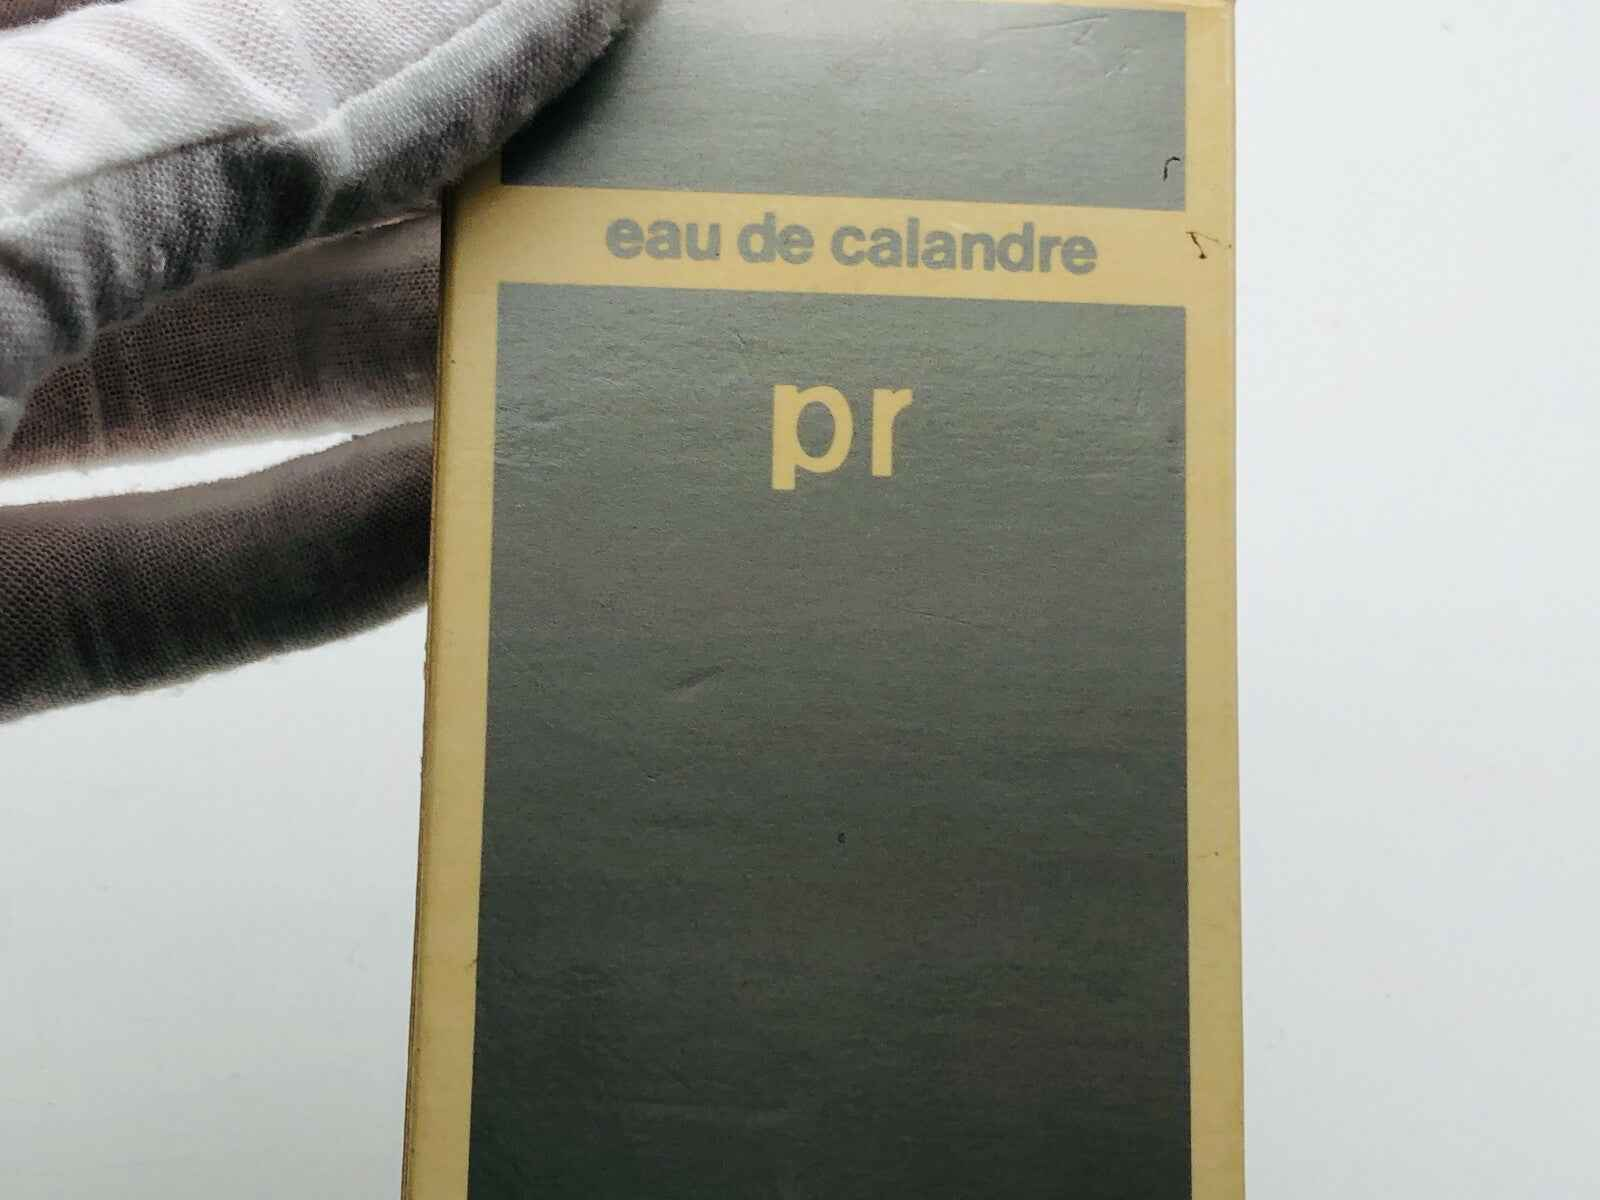 eau de calandre
pr